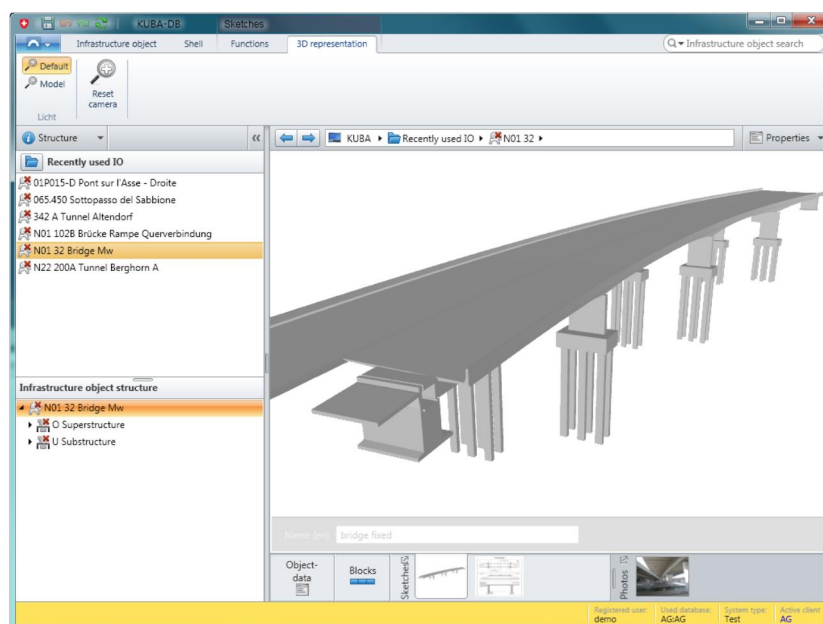 KUBA-DB Sketches
Infrastructure object Shell Functions 3D representation Infrastructure object search
Default
Model
Reset
camera
Licht
Structure
KUBA Recently used IO N01 32 Properties
Recently used IO
01P015-D Pont sur l'Asse - Droite
065.450 Sottopasso del Sabbione
342 A Tunnel Altendorf
N01 102B Brücke Rampe Querverbindung
N01 32 Bridge Mw
N22 200A Tunnel Berghorn A
Infrastructure object structure
N01 32 Bridge Mw
O Superstructure
U Substructure
Name (en) bridge fixed
Object-
data
Blocks
Sketches
Photos
Registered user: Used database: System type: Active client
demo AG:AG Test AG